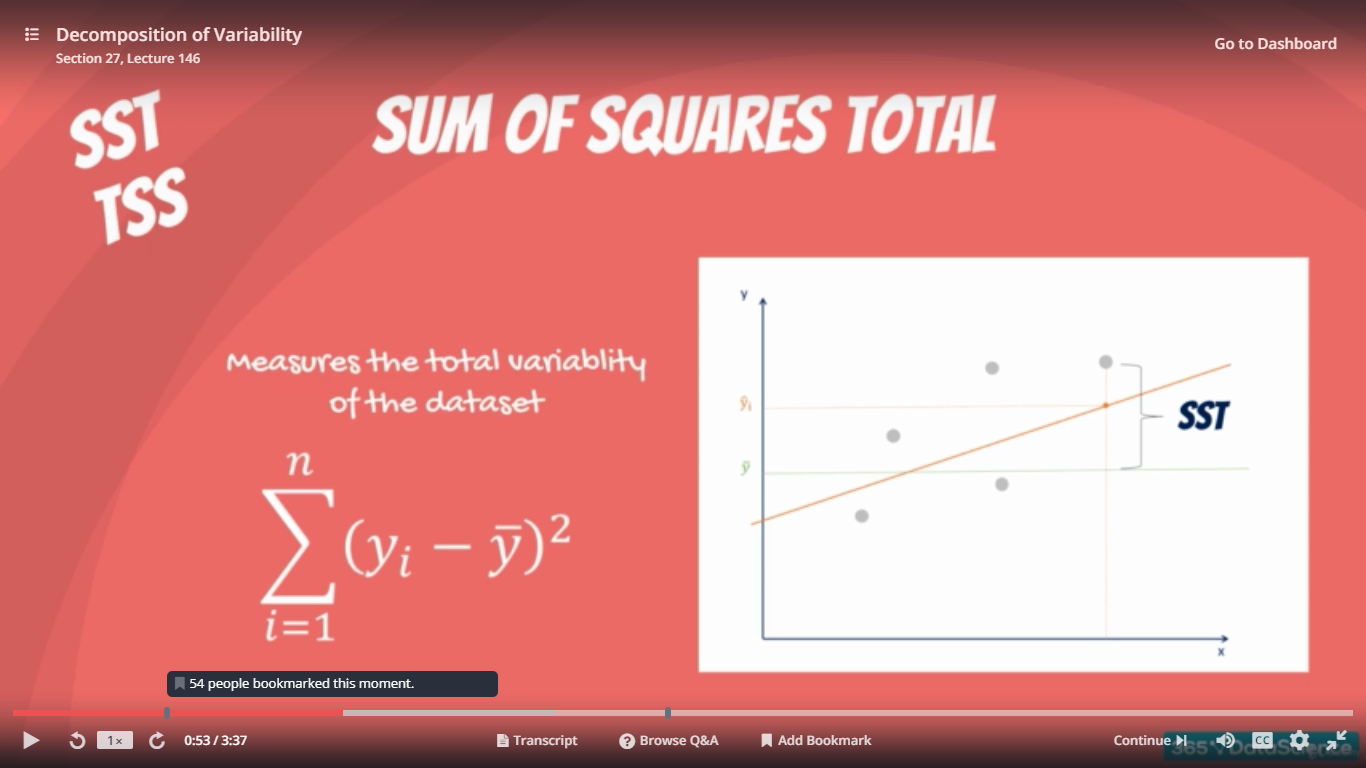 Decomposition of Variability
Section 27, Lecture 146
Go to Dashboard
SST
TSS
SUM OF SQUARES TOTAL
Measures the total variablity
of the dataset
n
∑(yᵢ − ȳ)²
i=1
y
ŷᵢ
ȳ
SST
x
54 people bookmarked this moment.
1×
0:53 / 3:37
Transcript
Browse Q&A
Add Bookmark
Continue
CC
365 DataScience